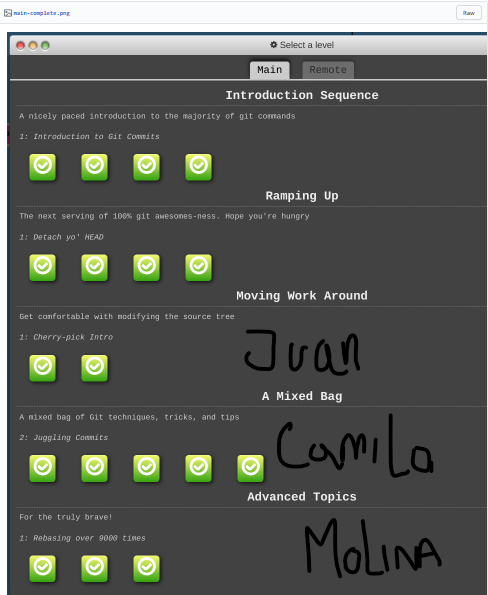 main-complete.png
Raw
Select a level
Main Remote
Introduction Sequence
A nicely paced introduction to the majority of git commands
1: Introduction to Git Commits
Ramping Up
The next serving of 100% git awesomes-ness. Hope you're hungry
1: Detach yo' HEAD
Moving Work Around
Get comfortable with modifying the source tree
1: Cherry-pick Intro
Juan
A Mixed Bag
A mixed bag of Git techniques, tricks, and tips
2: Juggling Commits
Camila
Advanced Topics
For the truly brave!
1: Rebasing over 9000 times
MOLINA